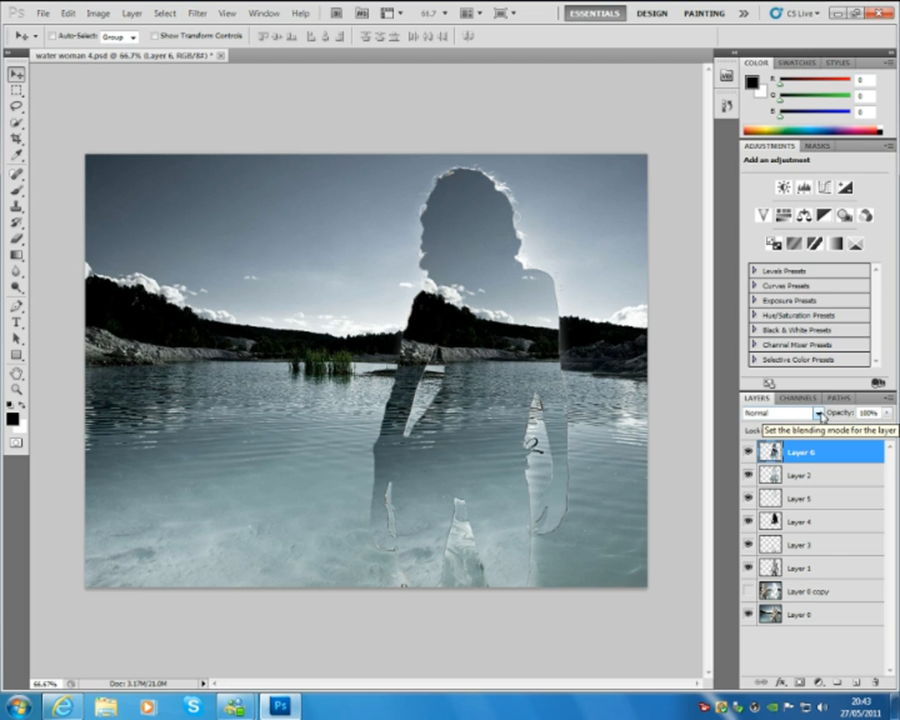 Ps File Edit Image Layer Select Filter View Window Help 66.7 ESSENTIALS DESIGN PAINTING CS Live
Auto-Select: Group Show Transform Controls
water woman 4.psd @ 66.7% (Layer 6, RGB/8#) *
COLOR SWATCHES STYLES
R 0
G 0
B 0
ADJUSTMENTS MASKS
Add an adjustment
Levels Presets
Curves Presets
Exposure Presets
Hue/Saturation Presets
Black & White Presets
Channel Mixer Presets
Selective Color Presets
LAYERS CHANNELS PATHS
Normal Opacity: 100%
Lock
Set the blending mode for the layer
Layer 6
Layer 2
Layer 5
Layer 4
Layer 3
Layer 1
Layer 0 copy
Layer 0
66.67% Doc: 3.17M/21.0M
Ps
20:43
27/05/2011